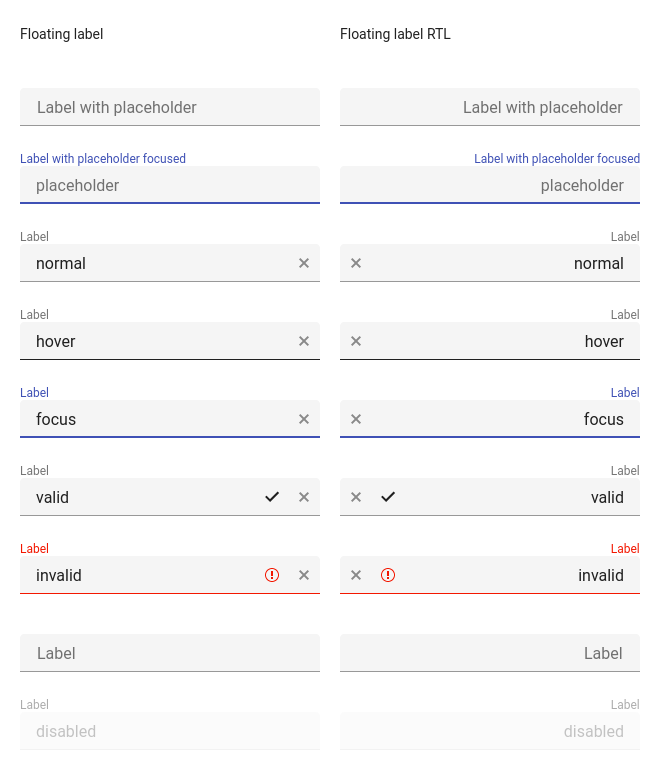 Floating label
Floating label RTL
Label with placeholder
Label with placeholder
Label with placeholder focused
Label with placeholder focused
placeholder
placeholder
Label
Label
normal
normal
Label
Label
hover
hover
Label
Label
focus
focus
Label
Label
valid
valid
Label
Label
invalid
invalid
Label
Label
Label
Label
disabled
disabled